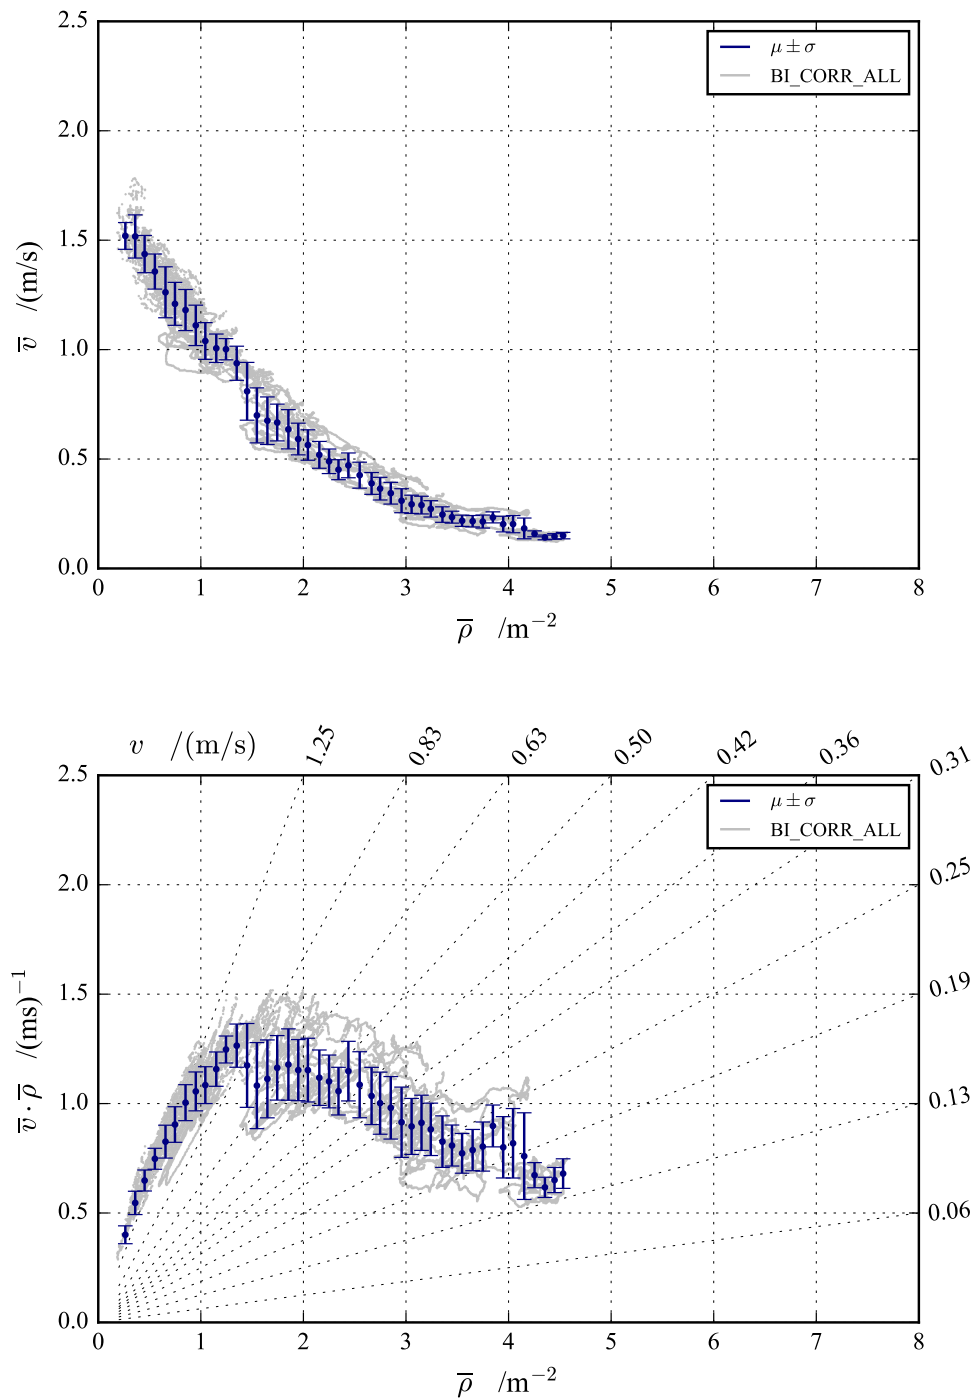 2.5
2.0
1.5
1.0
0.5
0.0
v̅ /(m/s)
μ ± σ
BI_CORR_ALL
0 1 2 3 4 5 6 7 8
ρ̅ /m⁻²
v /(m/s) 1.25 0.83 0.63 0.50 0.42 0.36 0.31
2.5
2.0
1.5
1.0
0.5
0.0
v̅ · ρ̅ /(ms)⁻¹
μ ± σ
BI_CORR_ALL
0.25
0.19
0.13
0.06
0 1 2 3 4 5 6 7 8
ρ̅ /m⁻²